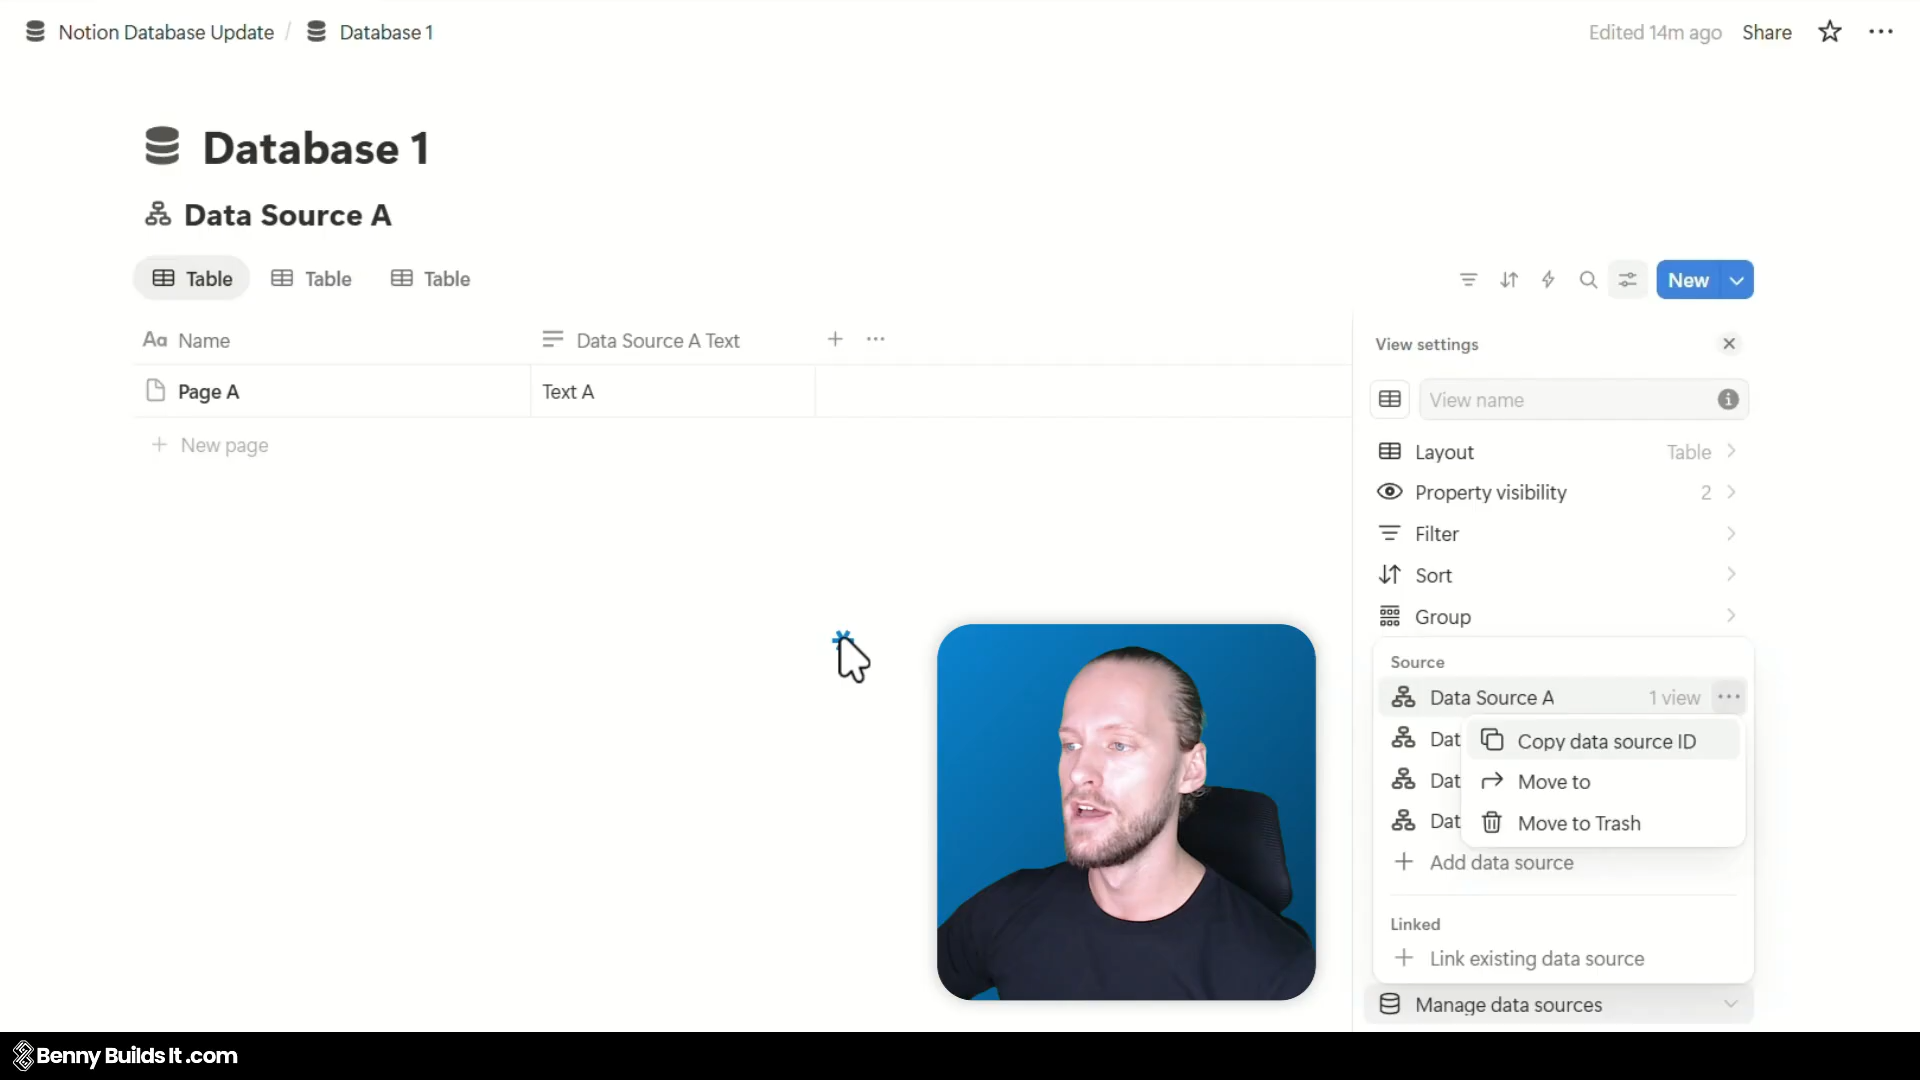 Notion Database Update / Database 1
Edited 14m ago Share
Database 1
Data Source A
Table Table Table
New
Aa Name Data Source A Text
View settings
View name
Page A Text A
New page
Layout Table
Property visibility 2
Filter
Sort
Group
Source
Data Source A 1 view
Dat Copy data source ID
Dat Move to
Dat Move to Trash
Add data source
Linked
Link existing data source
Manage data sources
Benny Builds It .com